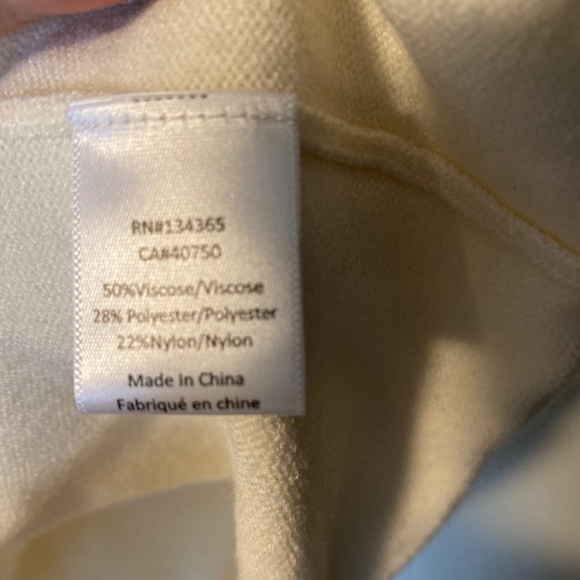 RN#134365
CA#40750
50%Viscose/Viscose
28% Polyester/Polyester
22%Nylon/Nylon
Made In China
Fabriqué en chine